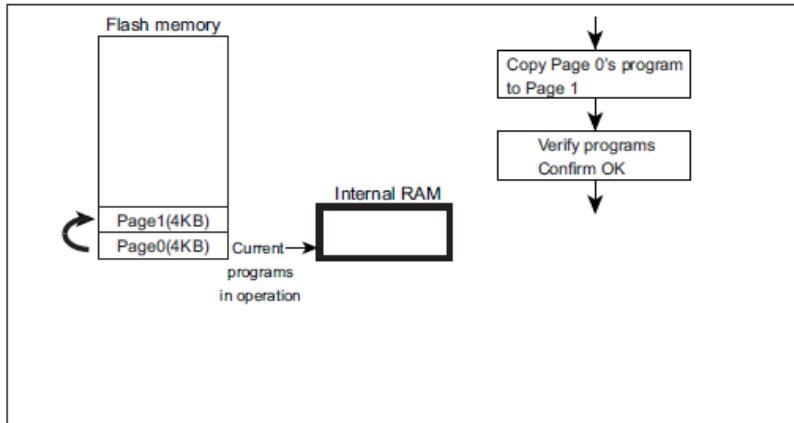 Flash memory
Copy Page 0's program
to Page 1
Verify programs
Confirm OK
Internal RAM
Page1(4KB)
Page0(4KB)
Current
programs
in operation